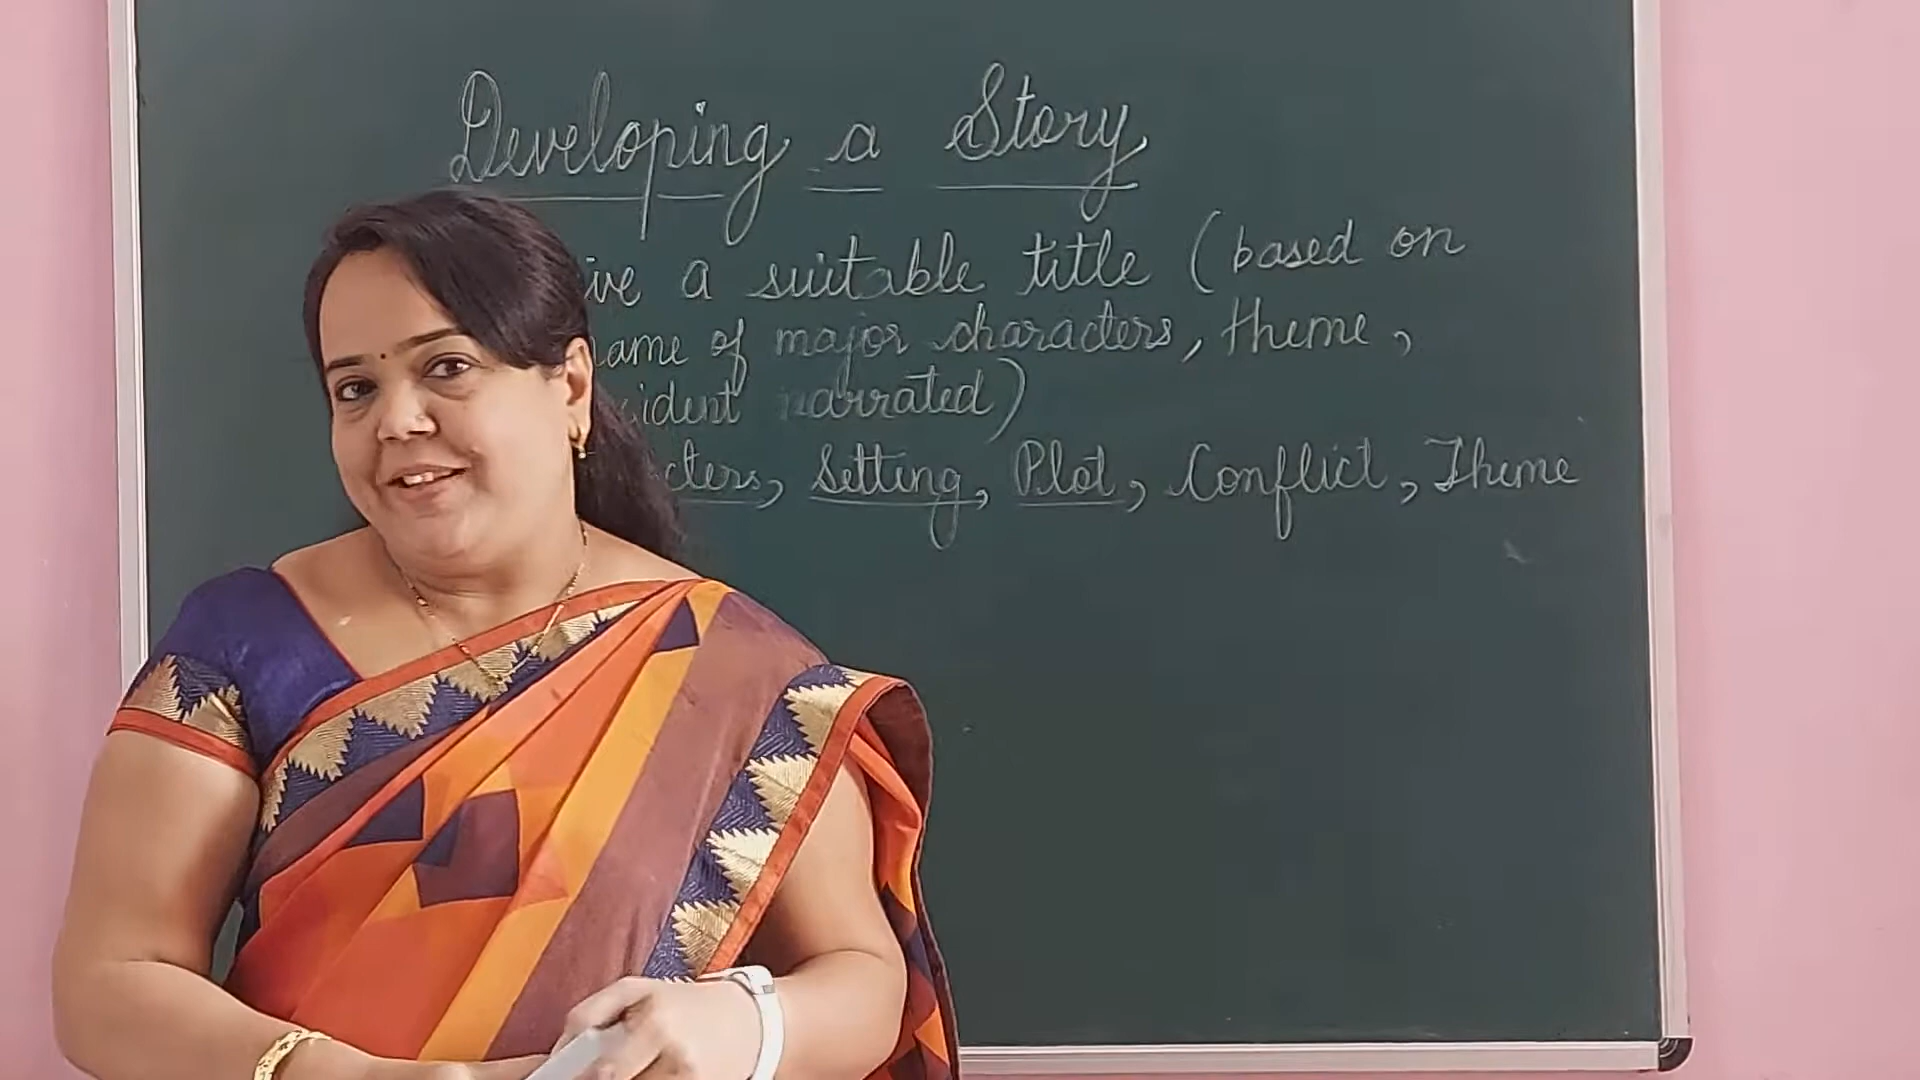 Developing a Story
ive a suitable title (based on
ame of major characters, theme,
ident narrated)
cters, Setting, Plot, Conflict, Theme